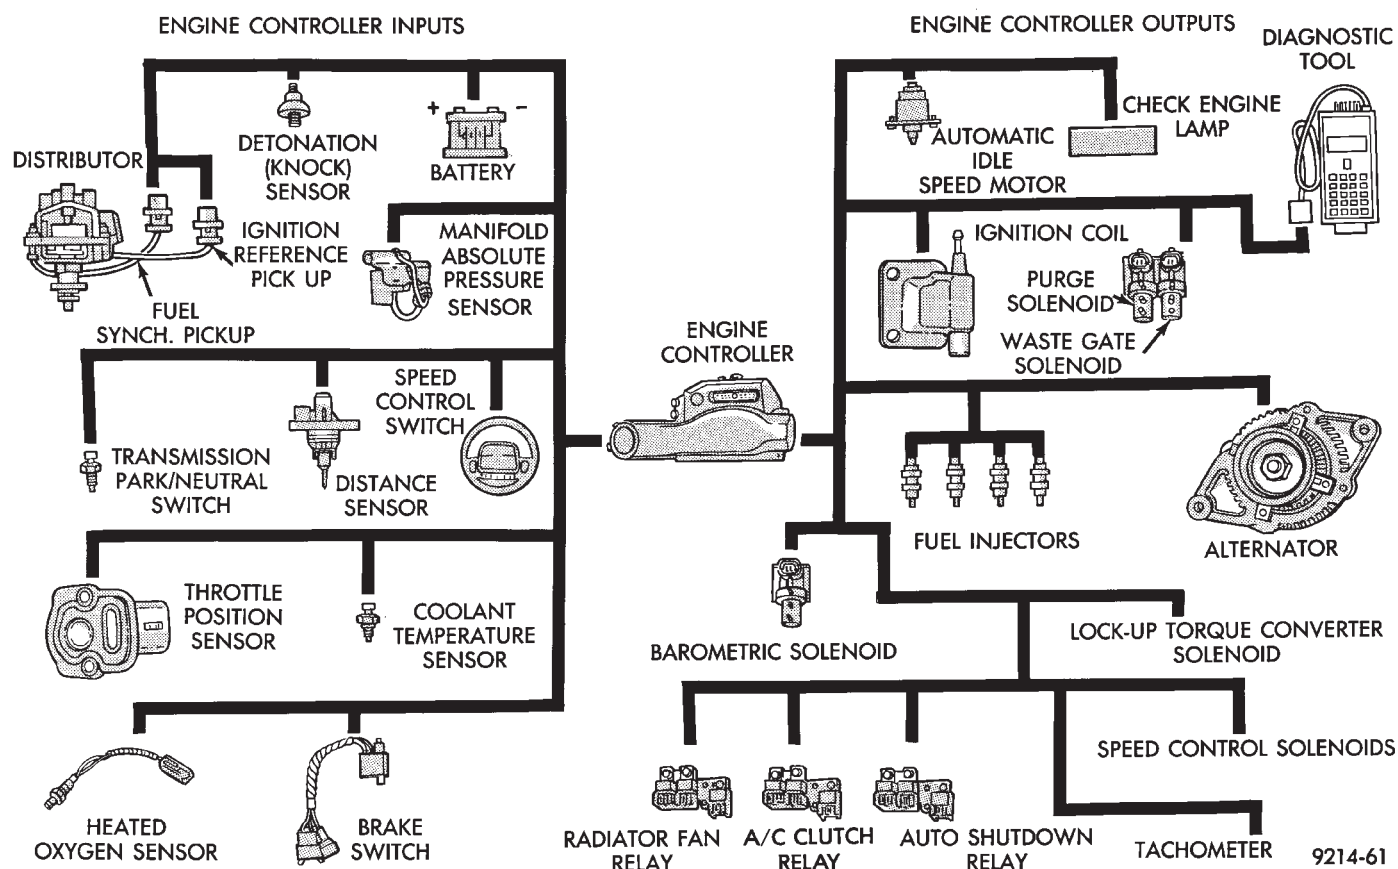 ENGINE CONTROLLER INPUTS
DETONATION
(KNOCK)
SENSOR
+ -
BATTERY
DISTRIBUTOR
IGNITION
REFERENCE
PICK UP
FUEL
SYNCH. PICKUP
MANIFOLD
ABSOLUTE
PRESSURE
SENSOR
TRANSMISSION
PARK/NEUTRAL
SWITCH
DISTANCE
SENSOR
SPEED
CONTROL
SWITCH
THROTTLE
POSITION
SENSOR
COOLANT
TEMPERATURE
SENSOR
HEATED
OXYGEN SENSOR
BRAKE
SWITCH
ENGINE
CONTROLLER
ENGINE CONTROLLER OUTPUTS
AUTOMATIC
IDLE
SPEED MOTOR
CHECK ENGINE
LAMP
DIAGNOSTIC
TOOL
IGNITION COIL
PURGE
SOLENOID
WASTE GATE
SOLENOID
FUEL INJECTORS
ALTERNATOR
BAROMETRIC SOLENOID
LOCK-UP TORQUE CONVERTER
SOLENOID
RADIATOR FAN
RELAY
A/C CLUTCH
RELAY
AUTO SHUTDOWN
RELAY
SPEED CONTROL SOLENOIDS
TACHOMETER
9214-61